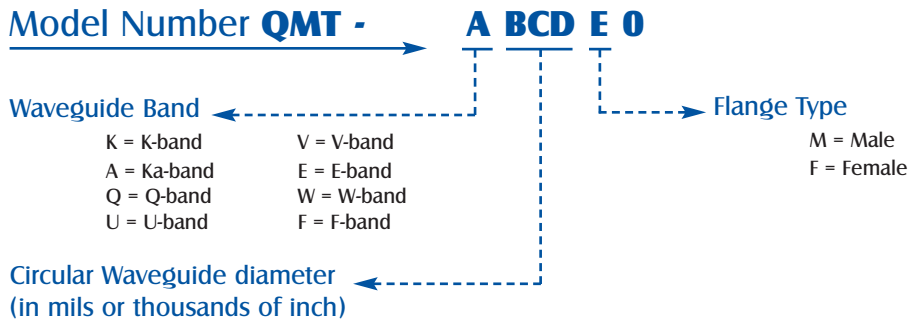 Model Number QMT - A BCD E 0
Waveguide Band
Flange Type
K = K-band V = V-band
A = Ka-band E = E-band
Q = Q-band W = W-band
U = U-band F = F-band
M = Male
F = Female
Circular Waveguide diameter
(in mils or thousands of inch)